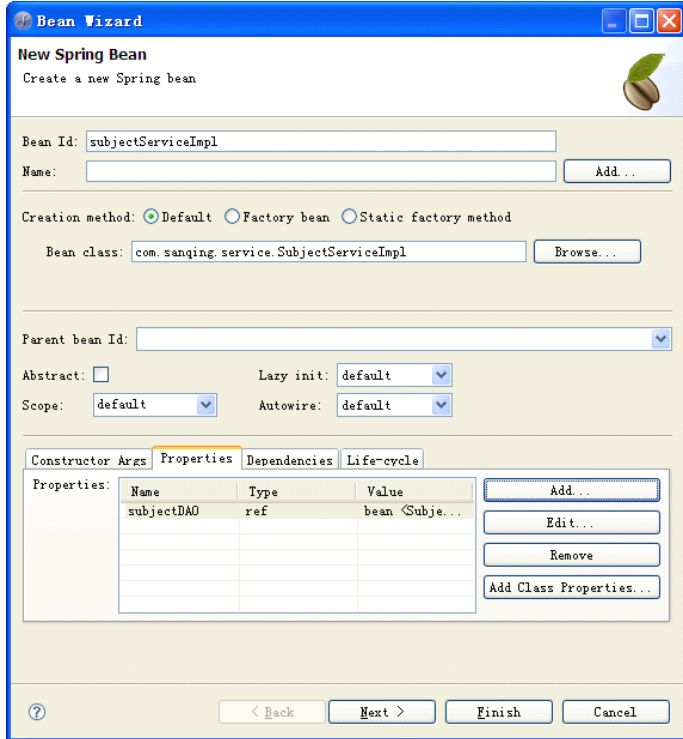 Bean Wizard
New Spring Bean
Create a new Spring bean
Bean Id: subjectServiceImpl
Name: Add...
Creation method: Default Factory bean Static factory method
Bean class: com.sanqing.service.SubjectServiceImpl Browse...
Parent bean Id:
Abstract: Lazy init: default
Scope: default Autowire: default
Constructor Args Properties Dependencies Life-cycle
Properties: Name Type Value Add...
subjectDAO ref bean <Subje...
Edit...
Remove
Add Class Properties...
? < Back Next > Finish Cancel